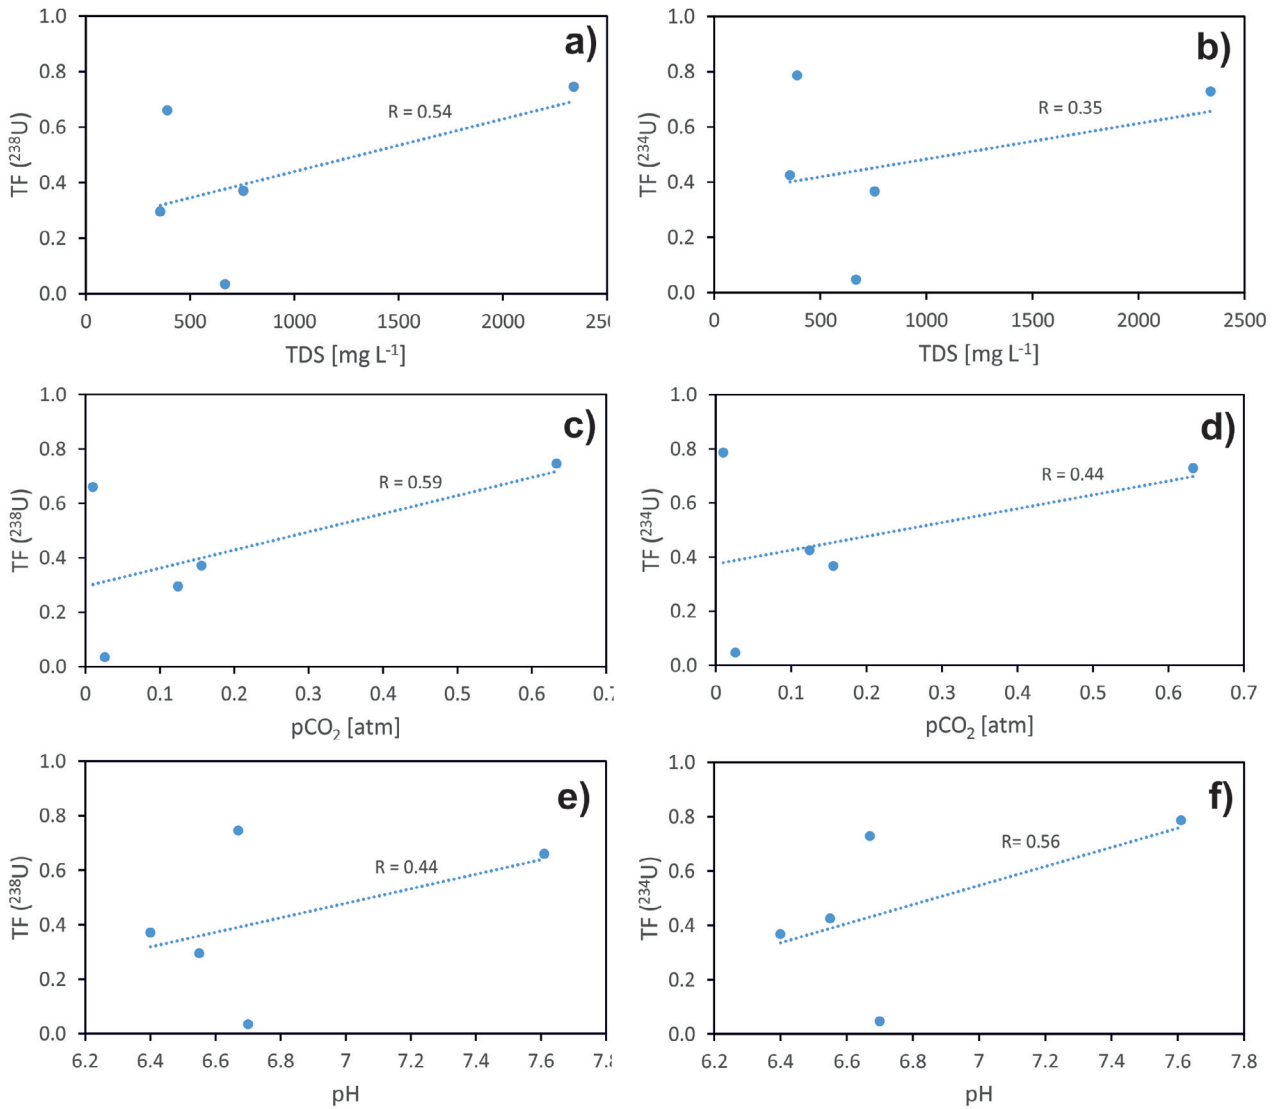 a)
1.0
0.8
0.6
0.4
0.2
0.0
TF (²³⁸U)
R = 0.54
0 500 1000 1500 2000 250
TDS [mg L⁻¹]
b)
1.0
0.8
0.6
0.4
0.2
0.0
TF (²³⁴U)
R = 0.35
0 500 1000 1500 2000 2500
TDS [mg L⁻¹]
c)
1.0
0.8
0.6
0.4
0.2
0.0
TF (²³⁸U)
R = 0.59
0 0.1 0.2 0.3 0.4 0.5 0.6
pCO₂ [atm]
d)
1.0
0.8
0.6
0.4
0.2
0.0
TF (²³⁴U)
R = 0.44
0 0.1 0.2 0.3 0.4 0.5 0.6 0.7
pCO₂ [atm]
e)
1.0
0.8
0.6
0.4
0.2
0.0
TF (²³⁸U)
R = 0.44
6.2 6.4 6.6 6.8 7 7.2 7.4 7.6 7.8
pH
f)
1.0
0.8
0.6
0.4
0.2
0.0
TF (²³⁴U)
R= 0.56
6.2 6.4 6.6 6.8 7 7.2 7.4 7.6 7.8
pH